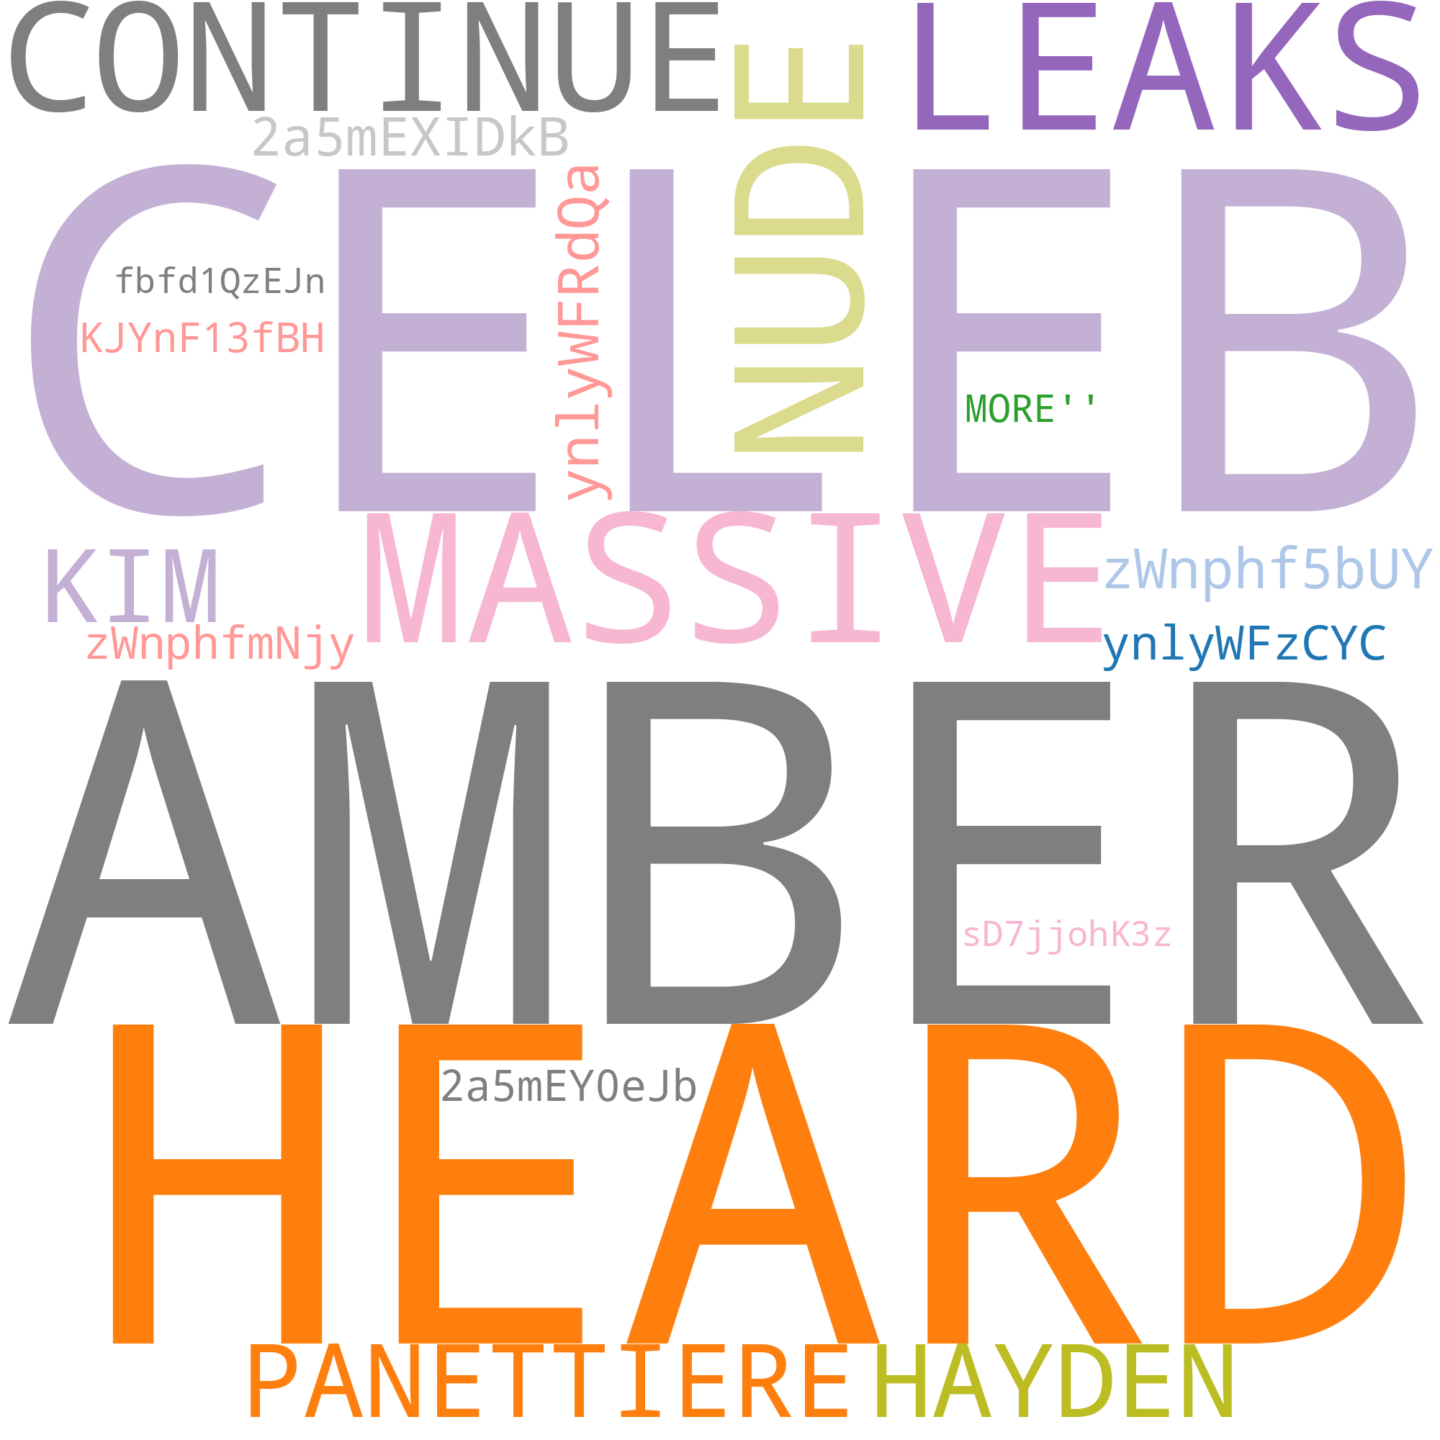 CONTINUE
LEAKS
2a5mEXIDkB
NUDE
CELEB
ynlyWFRdQa
fbfd1QzEJn
KJYnF13fBH
MORE''
MASSIVE
KIM
zWnphf5bUY
zWnphfmNjy
ynlyWFzCYC
AMBER
sD7jjohK3z
HEARD
2a5mEY0eJb
PANETTIERE
HAYDEN